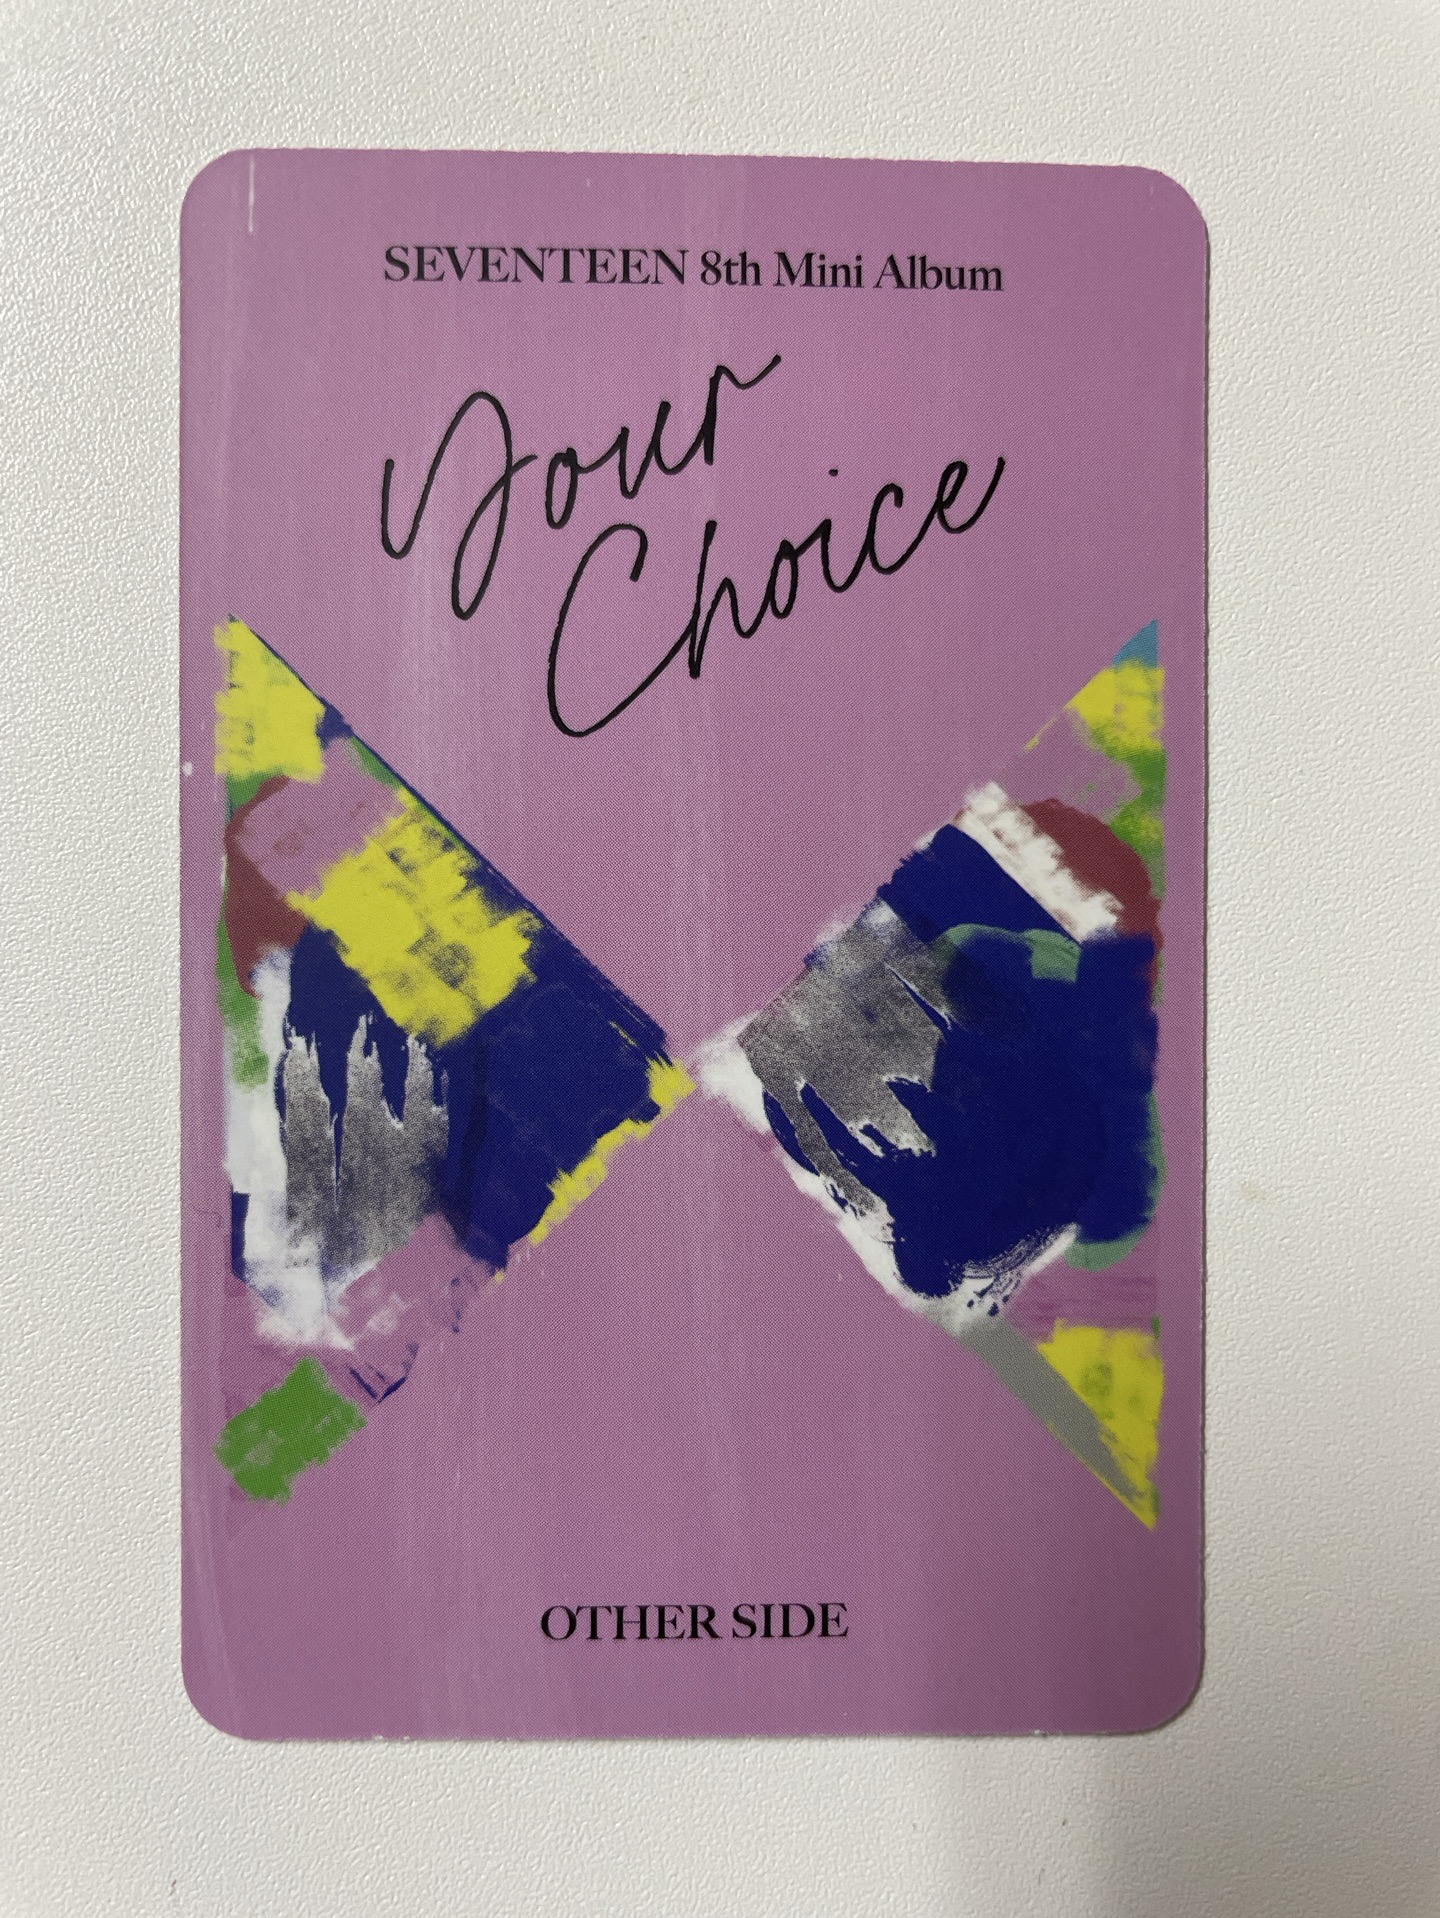 SEVENTEEN 8th Mini Album
Your
Choice
OTHER SIDE